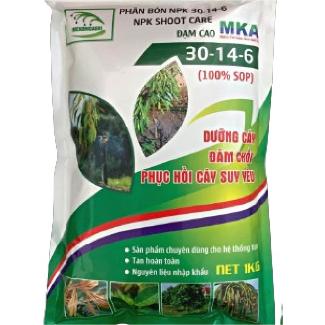 PHÂN BÓN NPK 30-14-6
NPK SHOOT CARE
ĐẠM CAO
MKA
30-14-6
(100% SOP)
DƯỠNG CÂY
ĐÂM CHỒI
PHỤC HỒI CÂY SUY YẾU
• Sản phẩm chuyên dùng cho hệ thống
• Tan hoàn toàn
• Nguyên liệu nhập khẩu
NET 1KG